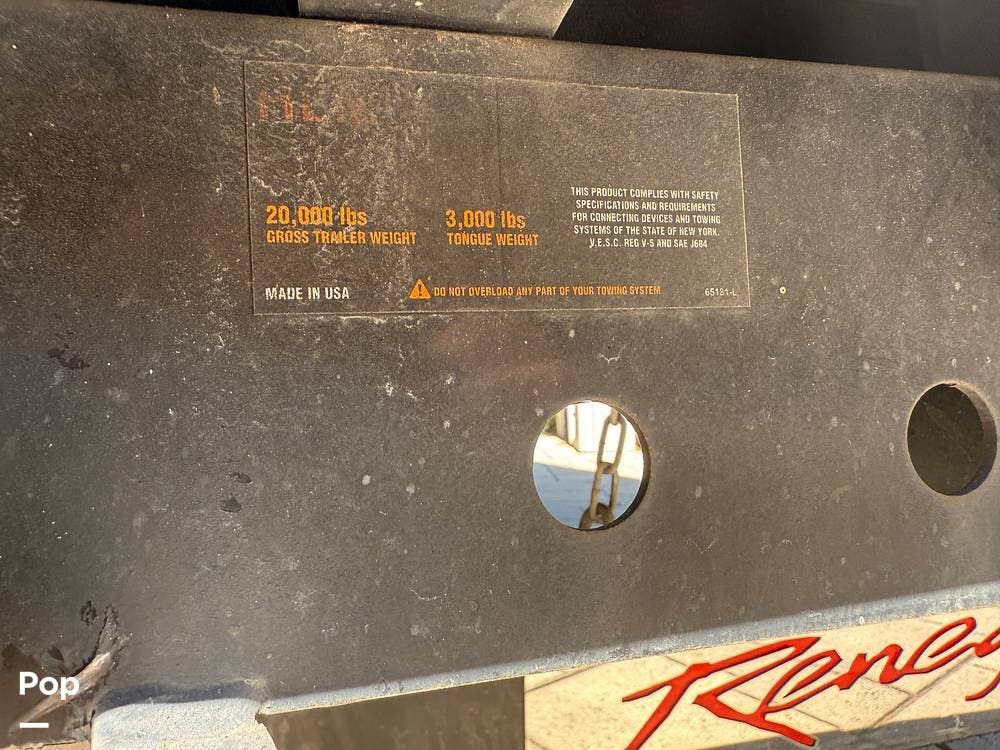 20,000 lbs
GROSS TRAILER WEIGHT
3,000 lbs
TONGUE WEIGHT
THIS PRODUCT COMPLIES WITH SAFETY
SPECIFICATIONS AND REQUIREMENTS
FOR CONNECTING DEVICES AND TOWING
SYSTEMS OF THE STATE OF NEW YORK.
V.E.S.C. REG V-5 AND SAE J684
MADE IN USA
DO NOT OVERLOAD ANY PART OF YOUR TOWING SYSTEM
65181-L
Pop